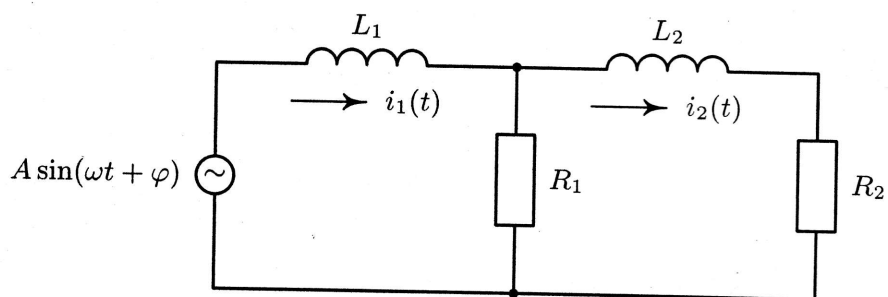 L₁
L₂
i₁(t)
i₂(t)
A sin(ωt + φ)
R₁
R₂